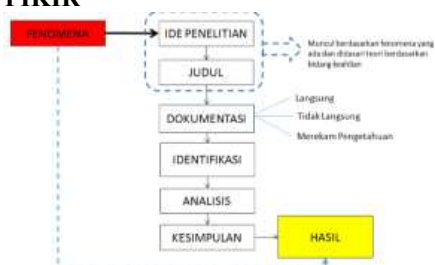 PIKIR
FENOMENA
IDE PENELITIAN
Muncul berdasarkan fenomena yang
ada dan didasari teori berdasarkan
bidang keahlian
JUDUL
Langsung
DOKUMENTASI
Tidak Langsung
Merekam Pengetahuan
IDENTIFIKASI
ANALISIS
KESIMPULAN
HASIL